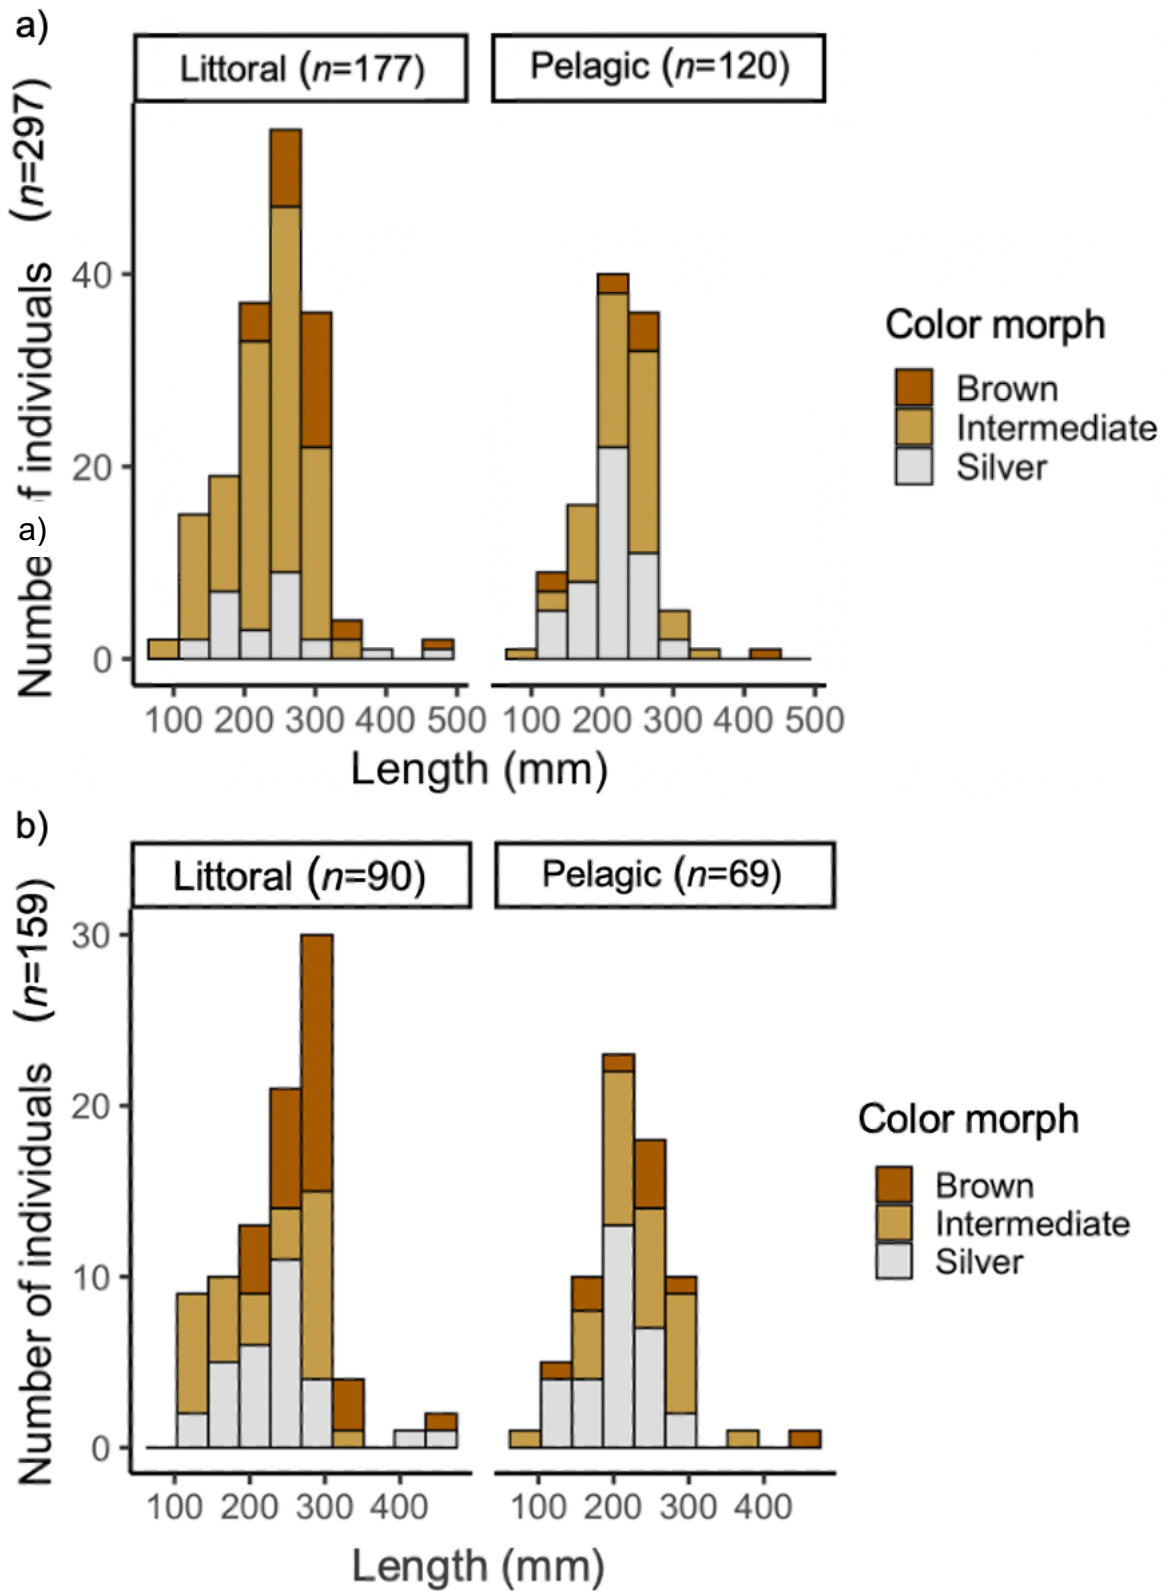 a)
Littoral (n=177)
Pelagic (n=120)
Numbe
a)
f individuals (n=297)
40
20
0
100 200 300 400 500
100 200 300 400 500
Length (mm)
Color morph
Brown
Intermediate
Silver
b)
Littoral (n=90)
Pelagic (n=69)
Number of individuals (n=159)
30
20
10
0
100 200 300 400
100 200 300 400
Length (mm)
Color morph
Brown
Intermediate
Silver